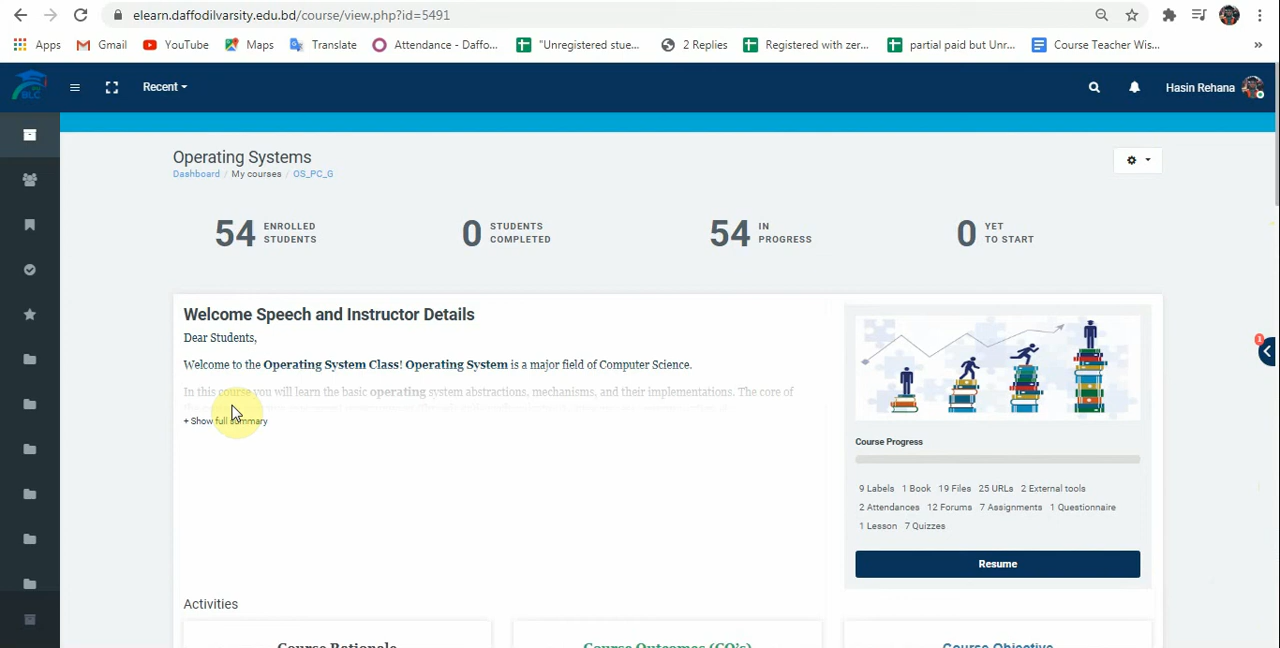 elearn.daffodilvarsity.edu.bd/course/view.php?id=5491
Apps Gmail YouTube Maps Translate Attendance - Daffo... "Unregistered stue... 2 Replies Registered with zer... partial paid but Unr... Course Teacher Wis... »
BLC Recent Hasin Rehana
Operating Systems
Dashboard / My courses / OS_PC_G
54 ENROLLED STUDENTS
0 STUDENTS COMPLETED
54 IN PROGRESS
0 YET TO START
Welcome Speech and Instructor Details
Dear Students,
Welcome to the Operating System Class! Operating System is a major field of Computer Science.
In this course you will learn the basic operating system abstractions, mechanisms, and their implementations. The core of
+ Show full summary
Course Progress
9 Labels 1 Book 19 Files 25 URLs 2 External tools
2 Attendances 12 Forums 7 Assignments 1 Questionnaire
1 Lesson 7 Quizzes
Resume
1
Activities
Course Rationale
Course Outcomes (CO's)
Course Objective